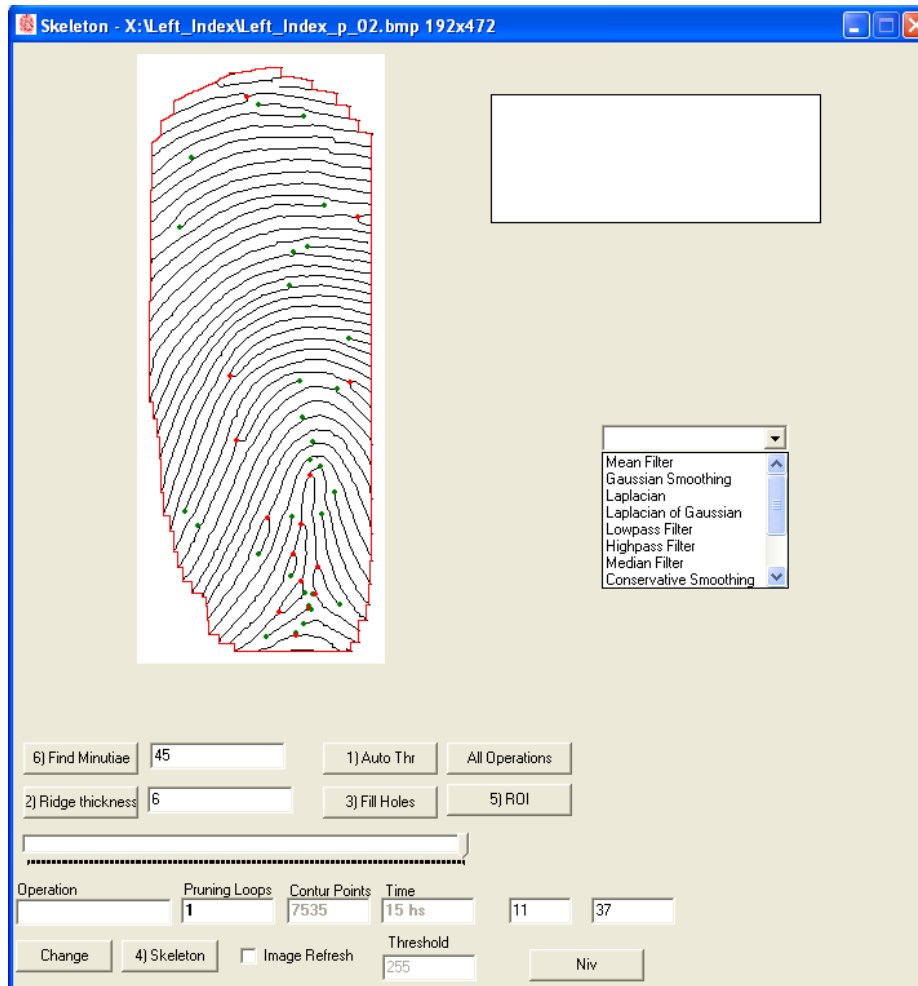 Skeleton - X:\Left_Index\Left_Index_p_02.bmp 192x472
Mean Filter
Gaussian Smoothing
Laplacian
Laplacian of Gaussian
Lowpass Filter
Highpass Filter
Median Filter
Conservative Smoothing
6) Find Minutiae 45 1) Auto Thr All Operations
2) Ridge thickness 6 3) Fill Holes 5) ROI
Operation Pruning Loops Contur Points Time
1 7535 15 hs 11 37
Change 4) Skeleton Image Refresh Threshold
255 Niv